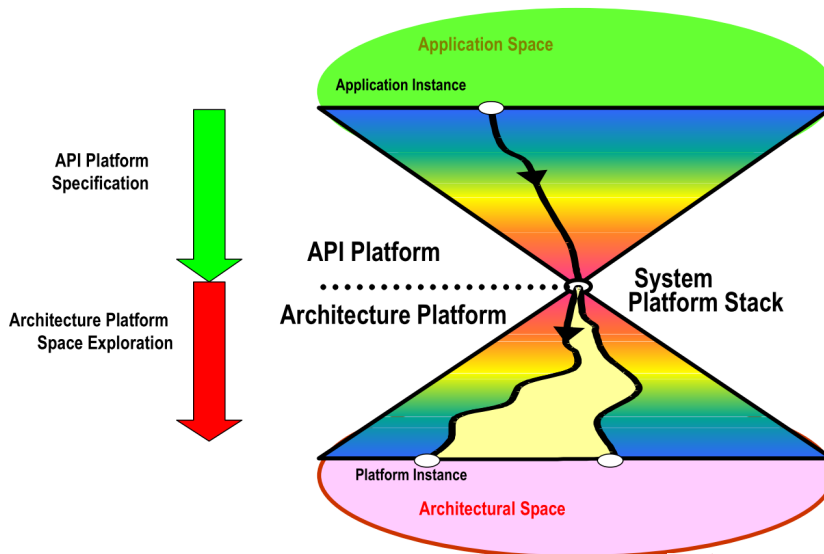 Application Space
Application Instance
API Platform
Specification
API Platform
System
Platform Stack
Architecture Platform
Architecture Platform
Space Exploration
Platform Instance
Architectural Space